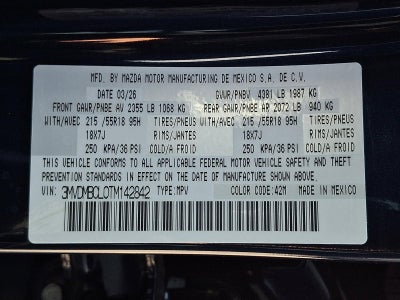 MFD. BY MAZDA MOTOR MANUFACTURING DE MEXICO S.A. DE C.V.
DATE 03/26 GVWR/PNBV 4381 LB 1987 KG
FRONT GAWR/PNBE AV 2355 LB 1068 KG REAR GAWR/PNBE AR 2072 LB 940 KG
WITH/AVEC 215 /55R18 95H TIRES/PNEUS WITH/AVEC 215 /55R18 95H TIRES/PNEUS
18X7J RIMS/JANTES 18X7J RIMS/JANTES
250 KPA/36 PSI COLD/A FROID 250 KPA/36 PSI COLD/A FROID
THIS VEHICLE CONFORMS TO ALL APPLICABLE FEDERAL MOTOR VEHICLE SAFETY, BUMPER,
AND THEFT PREVENTION STANDARDS IN EFFECT ON THE DATE OF MANUFACTURE SHOWN ABOVE.
VIN: 3MVDMBCL0TM142842 TYPE:MPV COLOR CODE:42M MADE IN MEXICO